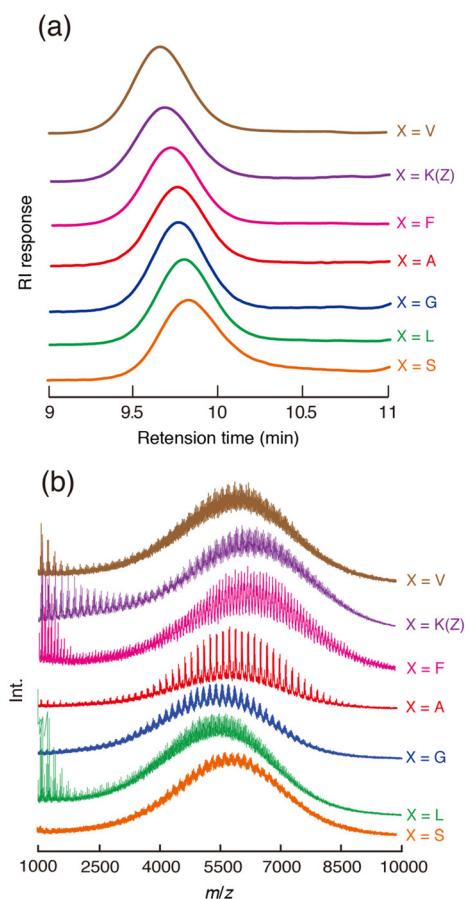 (a)
RI response
X = V
X = K(Z)
X = F
X = A
X = G
X = L
X = S
9 9.5 10 10.5 11
Retension time (min)
(b)
Int.
X = V
X = K(Z)
X = F
X = A
X = G
X = L
X = S
1000 2500 4000 5500 7000 8500 10000
m/z